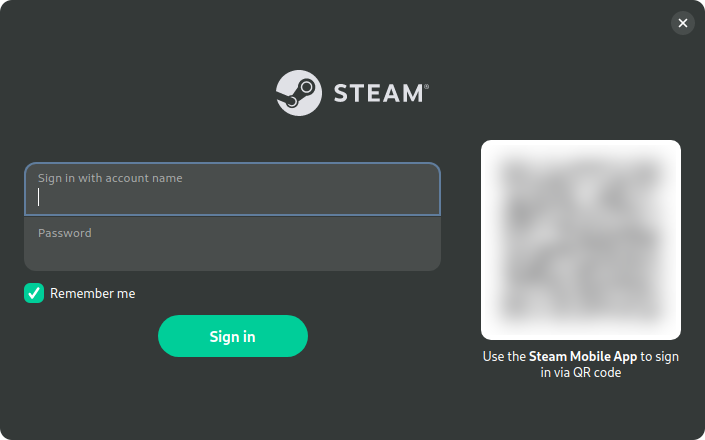 STEAM®
Sign in with account name
Password
Remember me
Sign in
Use the Steam Mobile App to sign
in via QR code